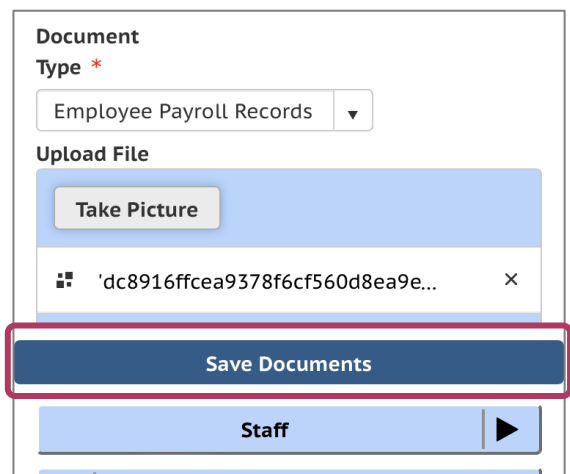 Document
Type *
Employee Payroll Records
Upload File
Take Picture
'dc8916ffcea9378f6cf560d8ea9e...
Save Documents
Staff